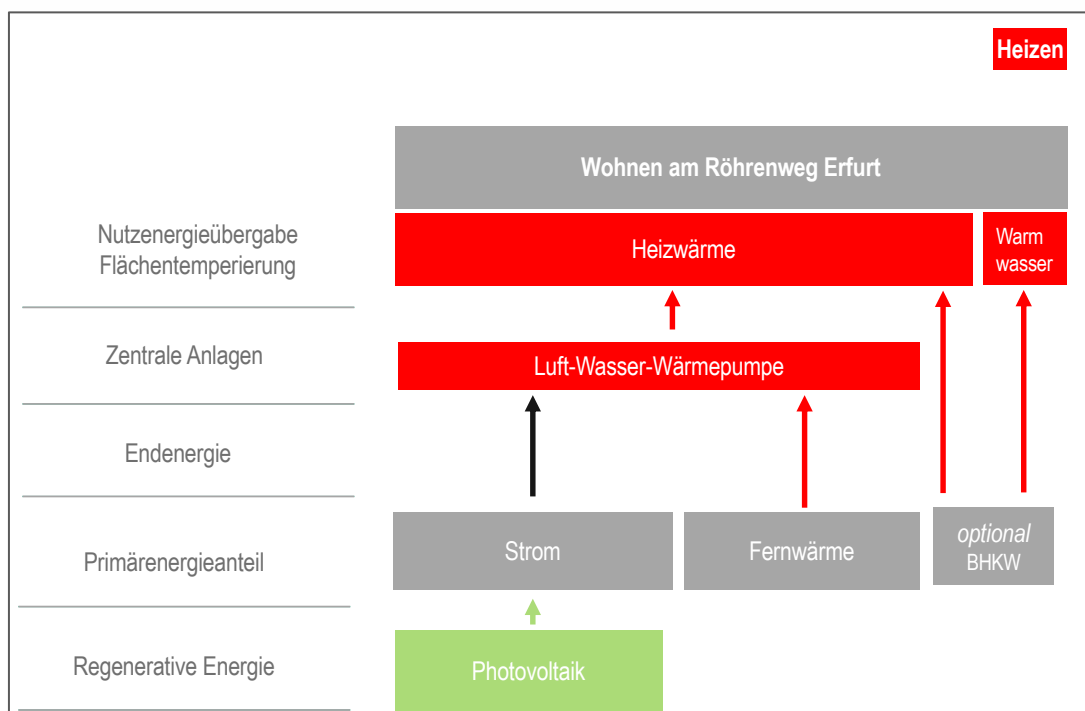 Heizen
Wohnen am Röhrenweg Erfurt
Nutzenergieübergabe
Flächentemperierung
Heizwärme
Warm
wasser
Zentrale Anlagen
Luft-Wasser-Wärmepumpe
Endenergie
Primärenergieanteil
Strom
Fernwärme
optional
BHKW
Regenerative Energie
Photovoltaik